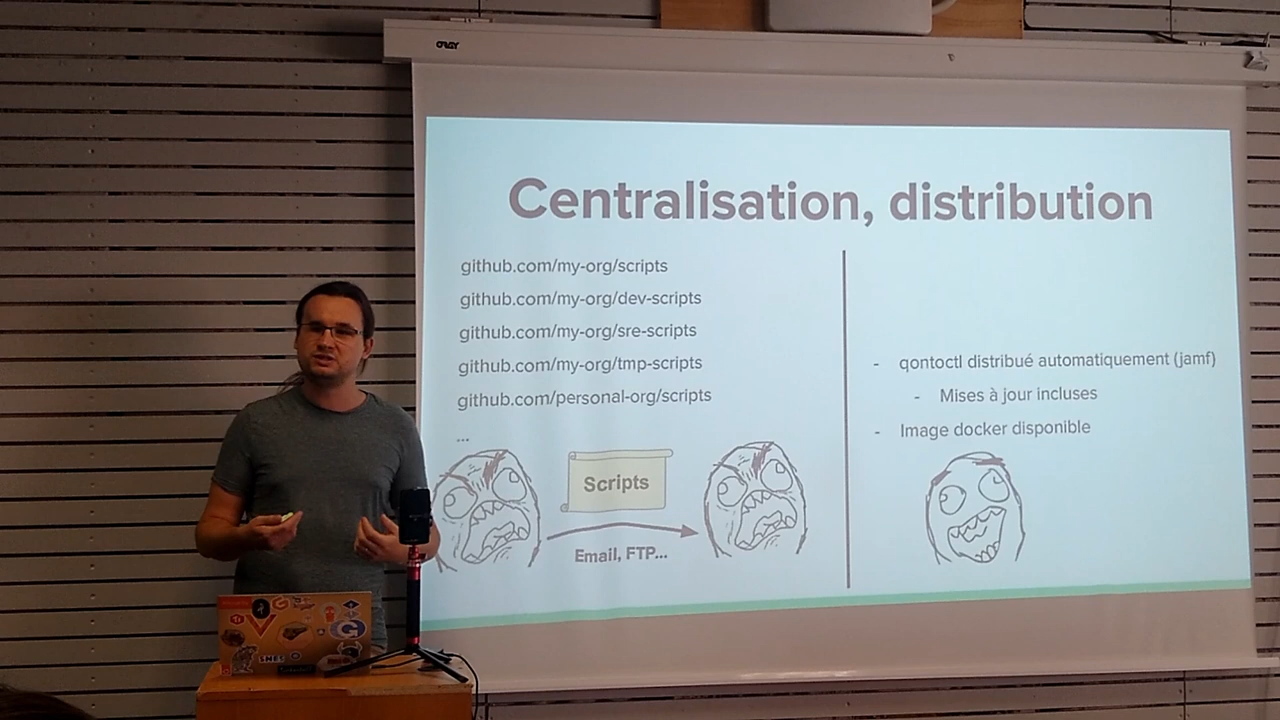 ORAY
Centralisation, distribution
github.com/my-org/scripts
github.com/my-org/dev-scripts
github.com/my-org/sre-scripts
github.com/my-org/tmp-scripts
github.com/personal-org/scripts
...
Scripts
Email, FTP...
- qontoctl distribué automatiquement (jamf)
- Mises à jour incluses
- Image docker disponible